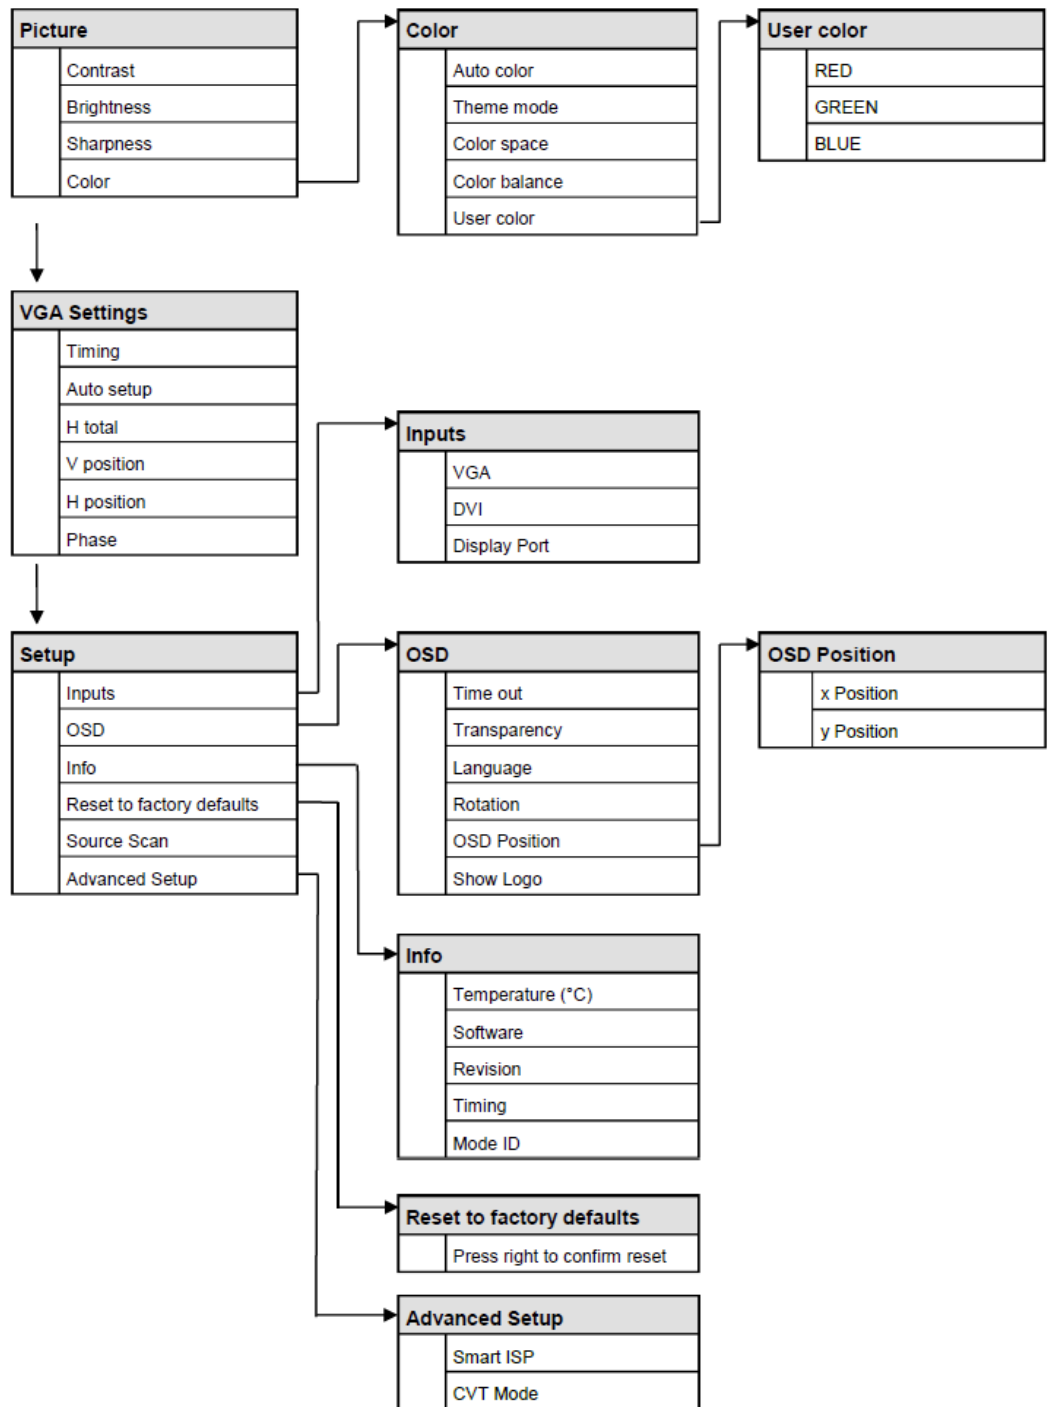 Picture
Contrast
Brightness
Sharpness
Color
Color
Auto color
Theme mode
Color space
Color balance
User color
User color
RED
GREEN
BLUE
VGA Settings
Timing
Auto setup
H total
V position
H position
Phase
Inputs
VGA
DVI
Display Port
Setup
Inputs
OSD
Info
Reset to factory defaults
Source Scan
Advanced Setup
OSD
Time out
Transparency
Language
Rotation
OSD Position
Show Logo
OSD Position
x Position
y Position
Info
Temperature (°C)
Software
Revision
Timing
Mode ID
Reset to factory defaults
Press right to confirm reset
Advanced Setup
Smart ISP
CVT Mode